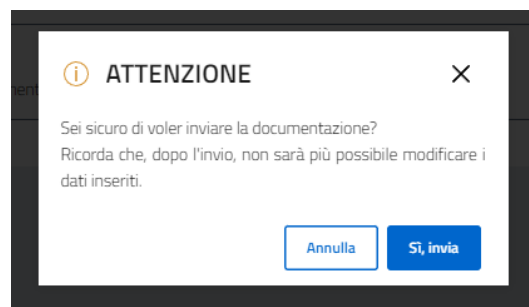 ATTENZIONE
Sei sicuro di voler inviare la documentazione?
Ricorda che, dopo l'invio, non sarà più possibile modificare i
dati inseriti.
Annulla
Sì, invia